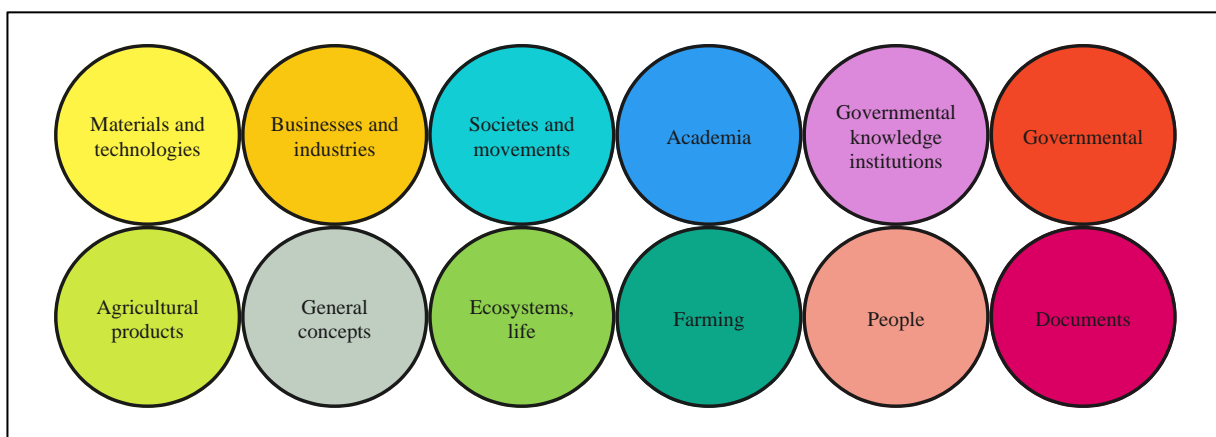 Materials and
technologies
Businesses and
industries
Societes and
movements
Academia
Governmental
knowledge
institutions
Governmental
Agricultural
products
General
concepts
Ecosystems,
life
Farming
People
Documents